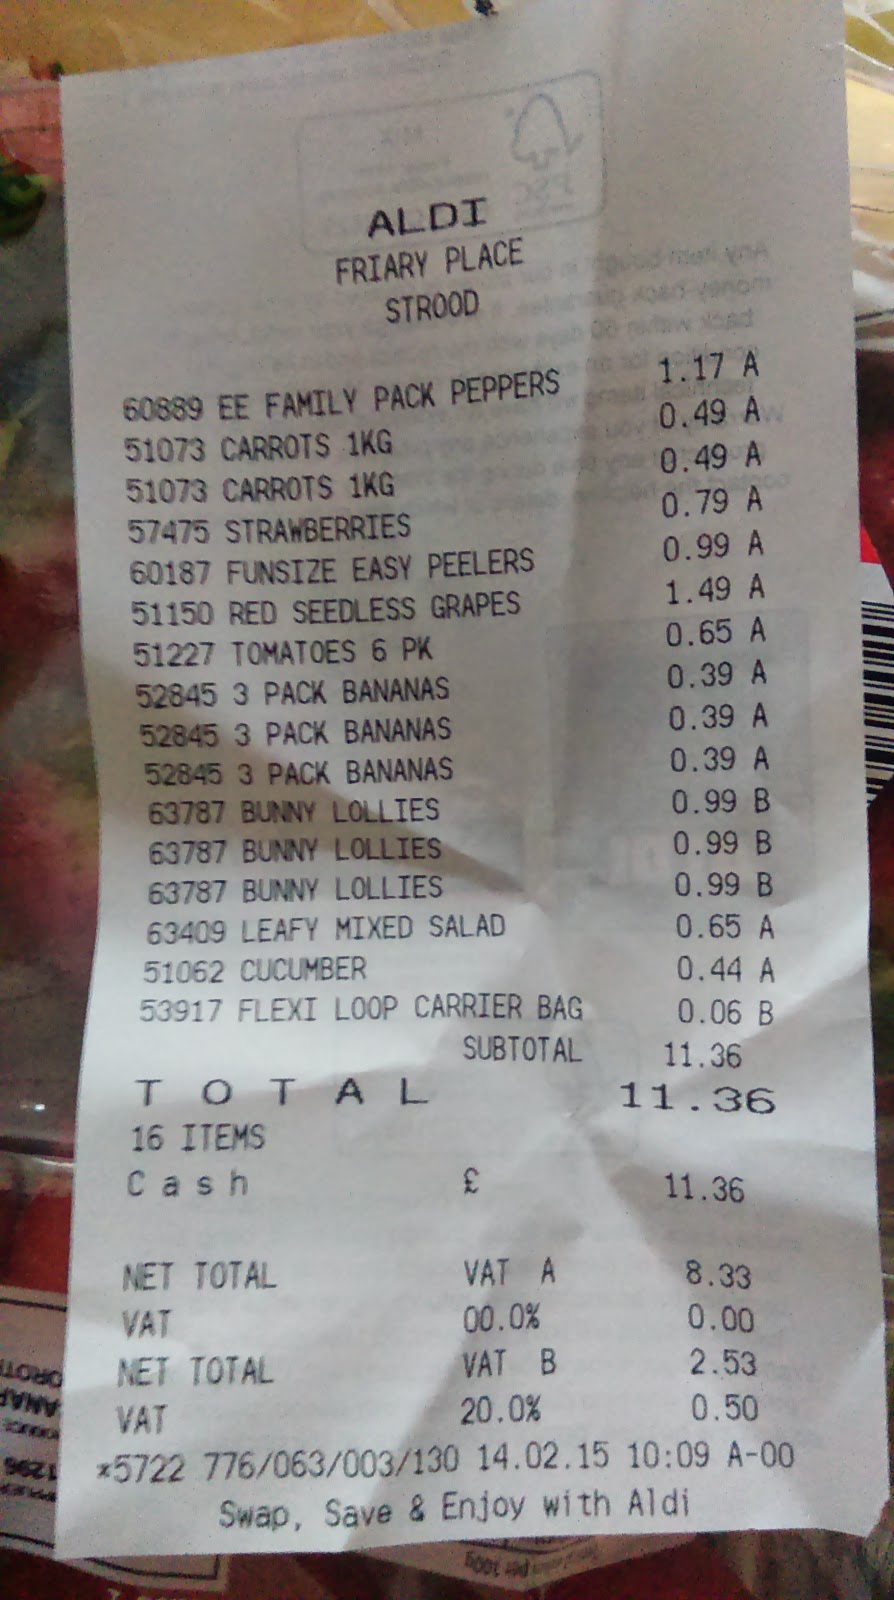 ALDI
FRIARY PLACE
STROOD
60889 EE FAMILY PACK PEPPERS 1.17 A
51073 CARROTS 1KG 0.49 A
51073 CARROTS 1KG 0.49 A
57475 STRAWBERRIES 0.79 A
60187 FUNSIZE EASY PEELERS 0.99 A
51150 RED SEEDLESS GRAPES 1.49 A
51227 TOMATOES 6 PK 0.65 A
52845 3 PACK BANANAS 0.39 A
52845 3 PACK BANANAS 0.39 A
52845 3 PACK BANANAS 0.39 A
63787 BUNNY LOLLIES 0.99 B
63787 BUNNY LOLLIES 0.99 B
63787 BUNNY LOLLIES 0.99 B
63409 LEAFY MIXED SALAD 0.65 A
51062 CUCUMBER 0.44 A
53917 FLEXI LOOP CARRIER BAG 0.06 B
SUBTOTAL 11.36
TOTAL 11.36
16 ITEMS
Cash £ 11.36
NET TOTAL VAT A 8.33
VAT 00.0% 0.00
NET TOTAL VAT B 2.53
VAT 20.0% 0.50
*5722 776/063/003/130 14.02.15 10:09 A-00
Swap, Save & Enjoy with Aldi